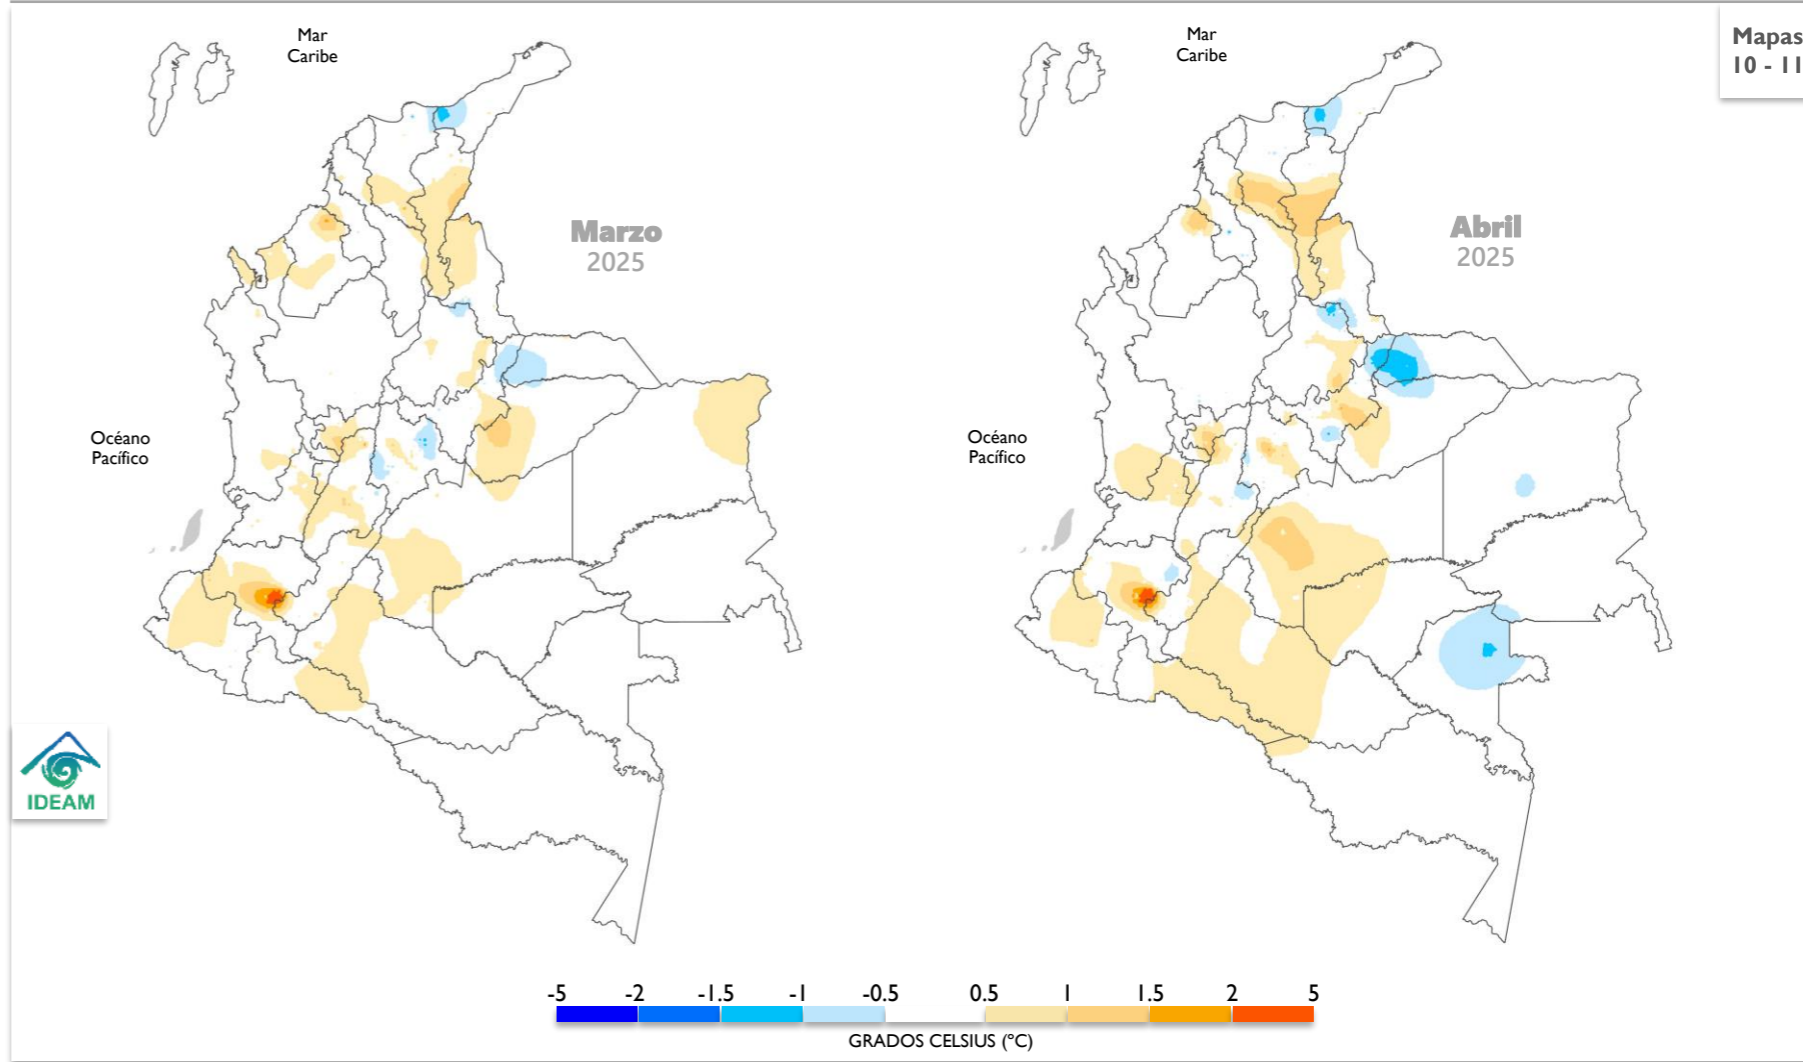 Mar
Caribe
Mar
Caribe
Mapas
10 - 11
Marzo
2025
Abril
2025
Océano
Pacífico
Océano
Pacífico
IDEAM
-5 -2 -1.5 -1 -0.5 0.5 1 1.5 2 5
GRADOS CELSIUS (°C)